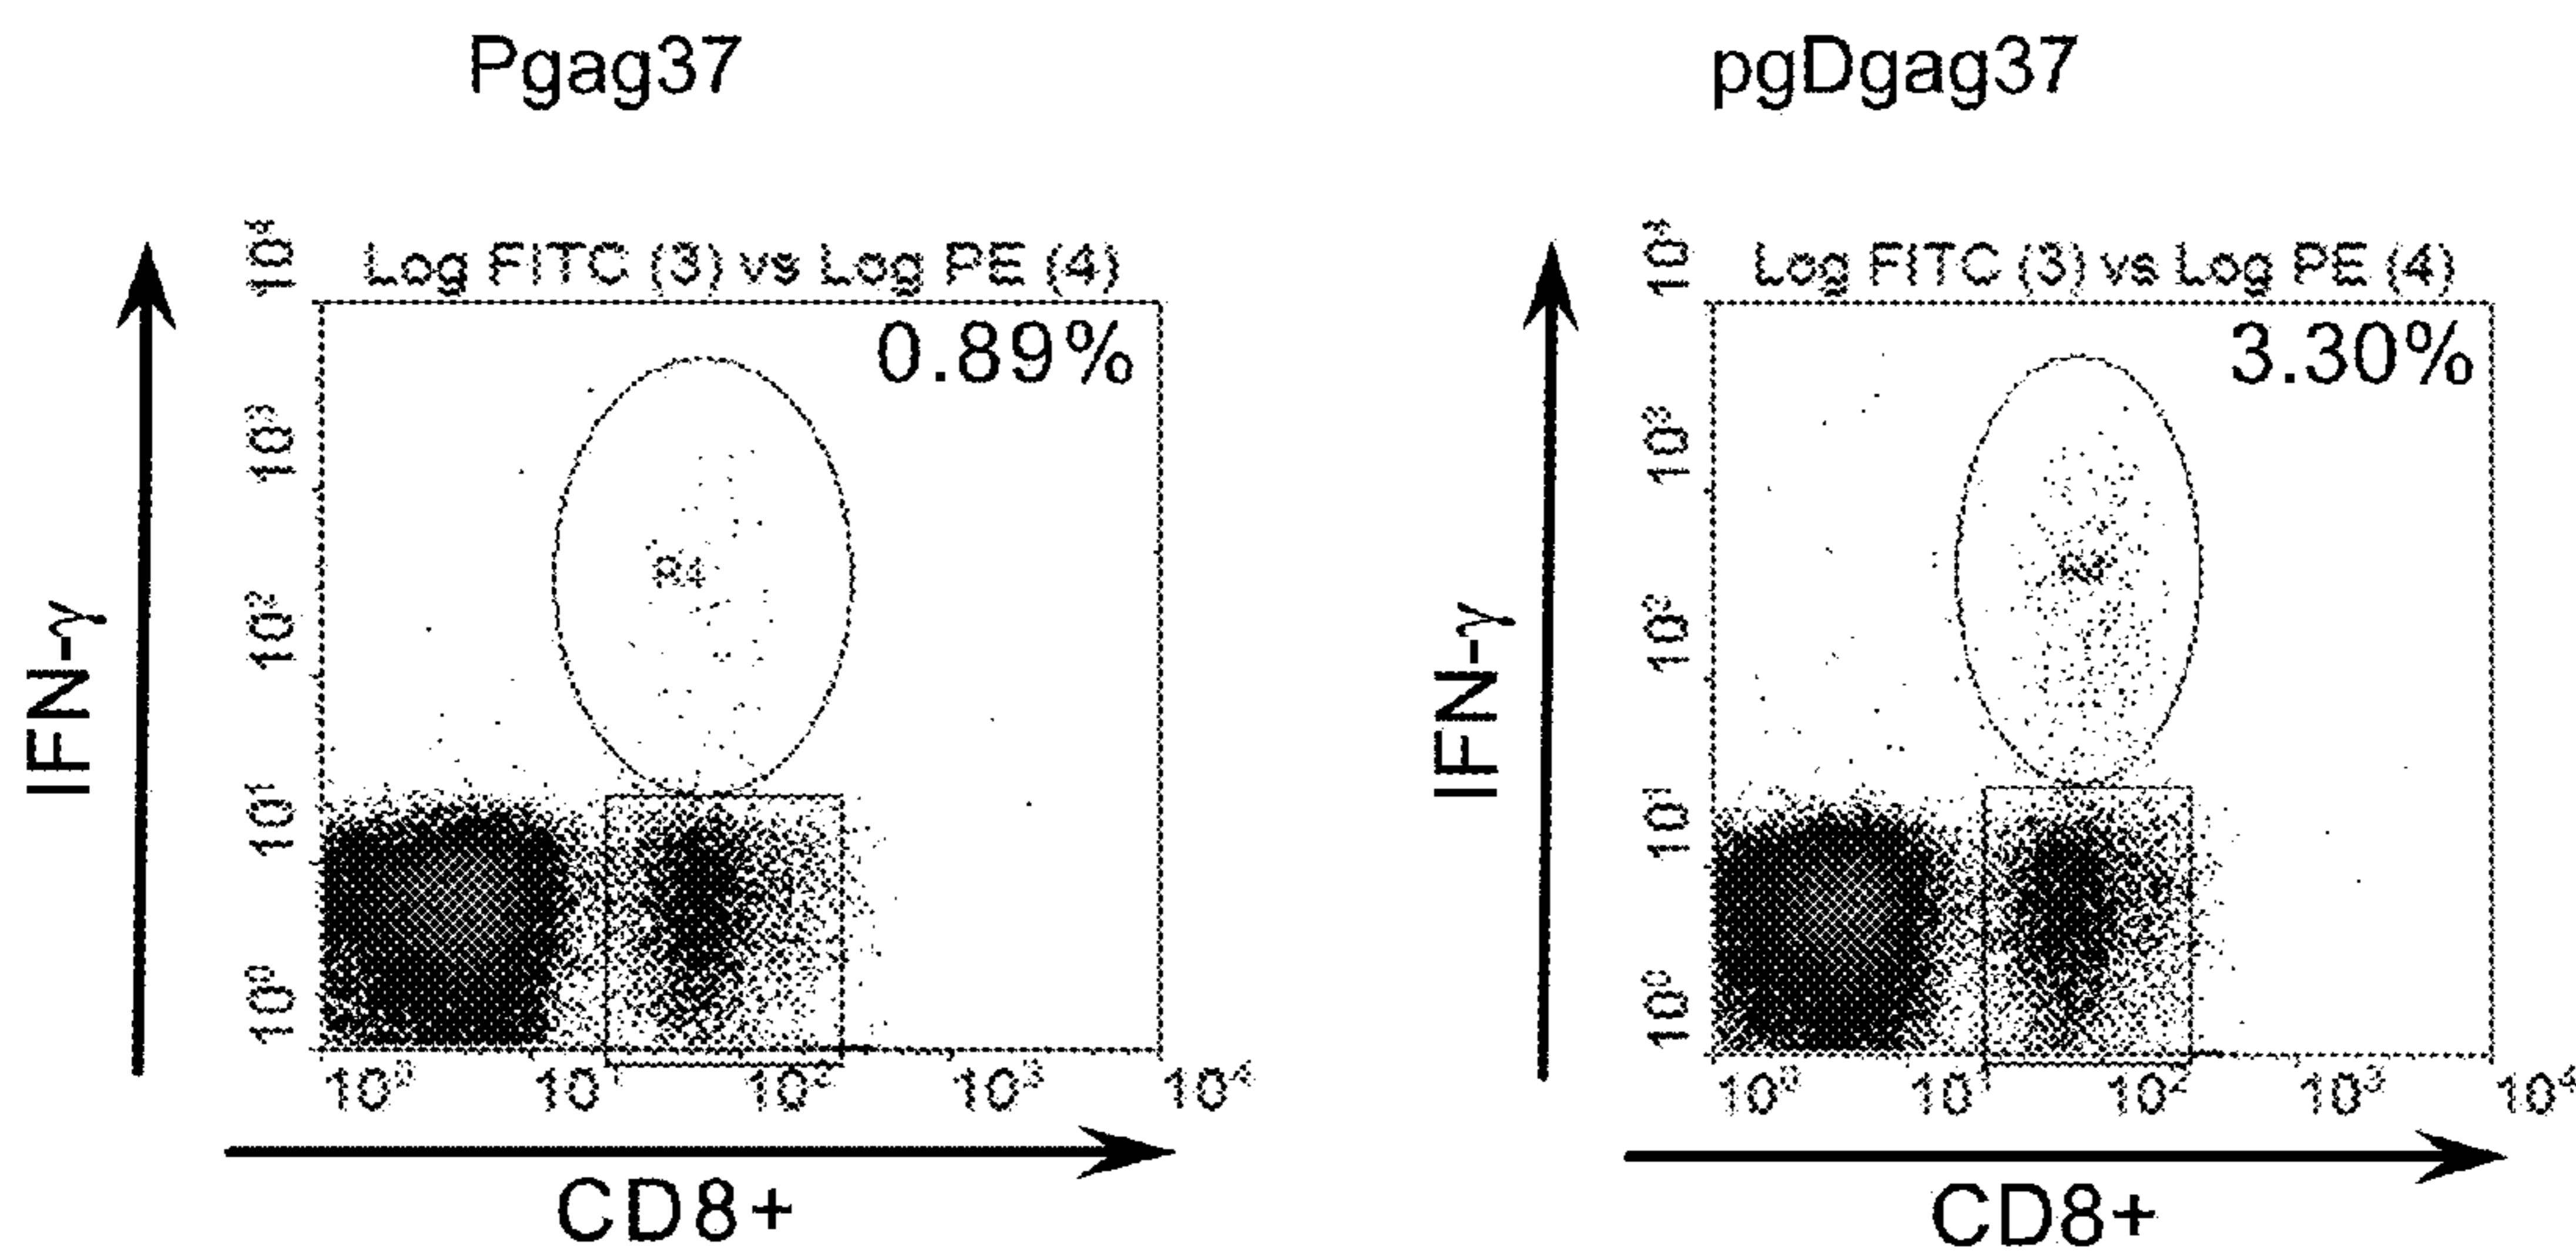 Pgag37
pgDgag37
Log FITC (3) vs Log PE (4)
0.89%
IFN-γ
10⁴
10³
10²
10¹
10⁰
R4
10⁰ 10¹ 10² 10³ 10⁴
CD8+
Log FITC (3) vs Log PE (4)
3.30%
IFN-γ
10⁴
10³
10²
10¹
10⁰
10⁰ 10¹ 10² 10³ 10⁴
CD8+